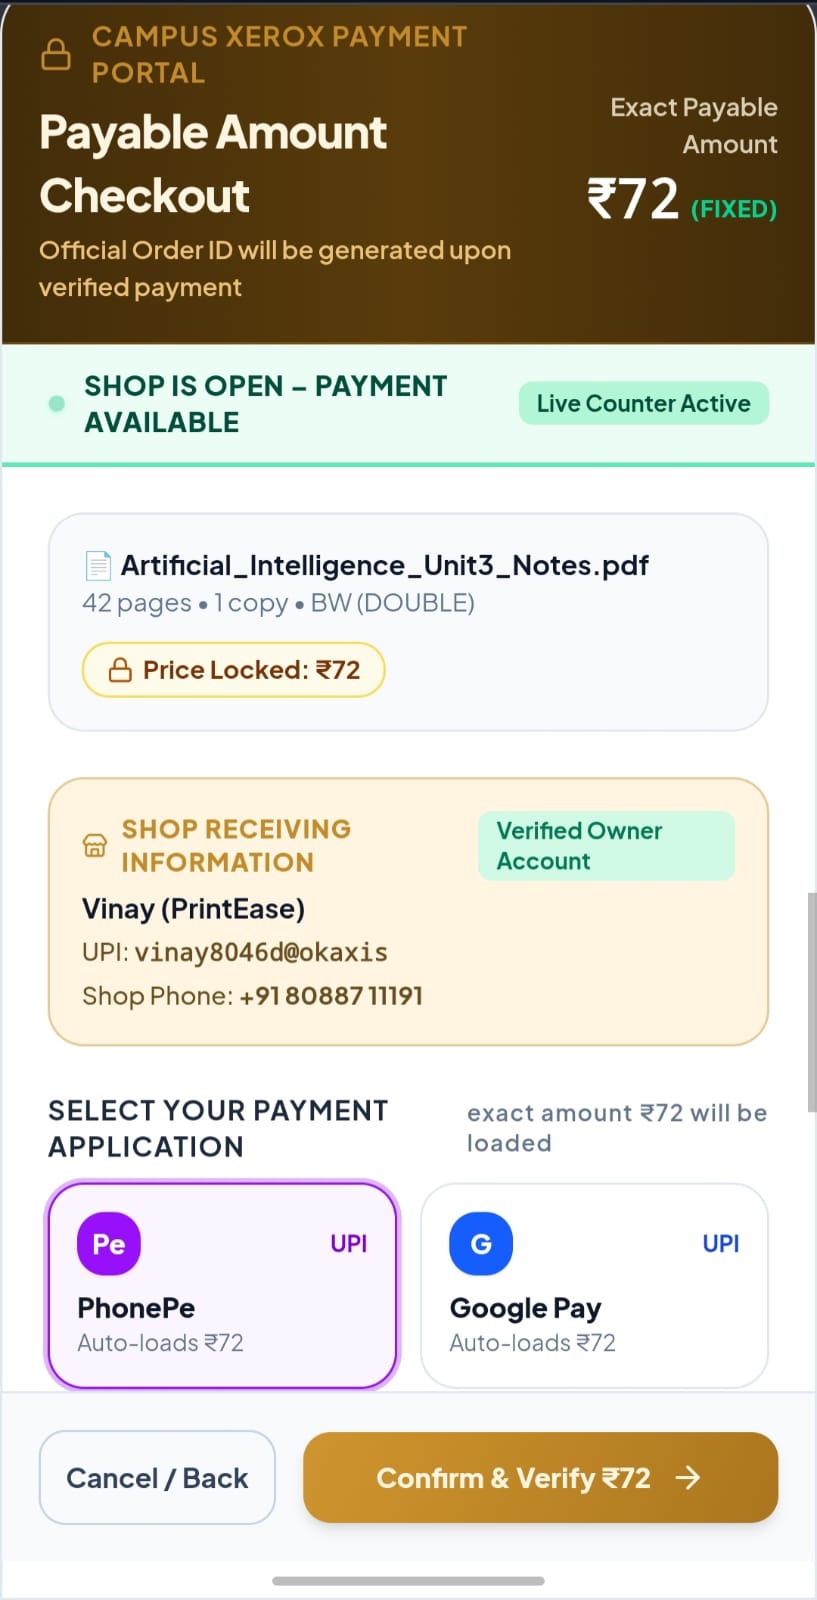 CAMPUS XEROX PAYMENT
PORTAL
Payable Amount
Checkout
Official Order ID will be generated upon
verified payment
Exact Payable
Amount
₹72 (FIXED)
SHOP IS OPEN – PAYMENT
AVAILABLE
Live Counter Active
Artificial_Intelligence_Unit3_Notes.pdf
42 pages • 1 copy • BW (DOUBLE)
Price Locked: ₹72
SHOP RECEIVING
INFORMATION
Verified Owner
Account
Vinay (PrintEase)
UPI: vinay8046d@okaxis
Shop Phone: +91 80887 11191
SELECT YOUR PAYMENT
APPLICATION
exact amount ₹72 will be
loaded
Pe
UPI
PhonePe
Auto-loads ₹72
G
UPI
Google Pay
Auto-loads ₹72
Cancel / Back
Confirm & Verify ₹72 →